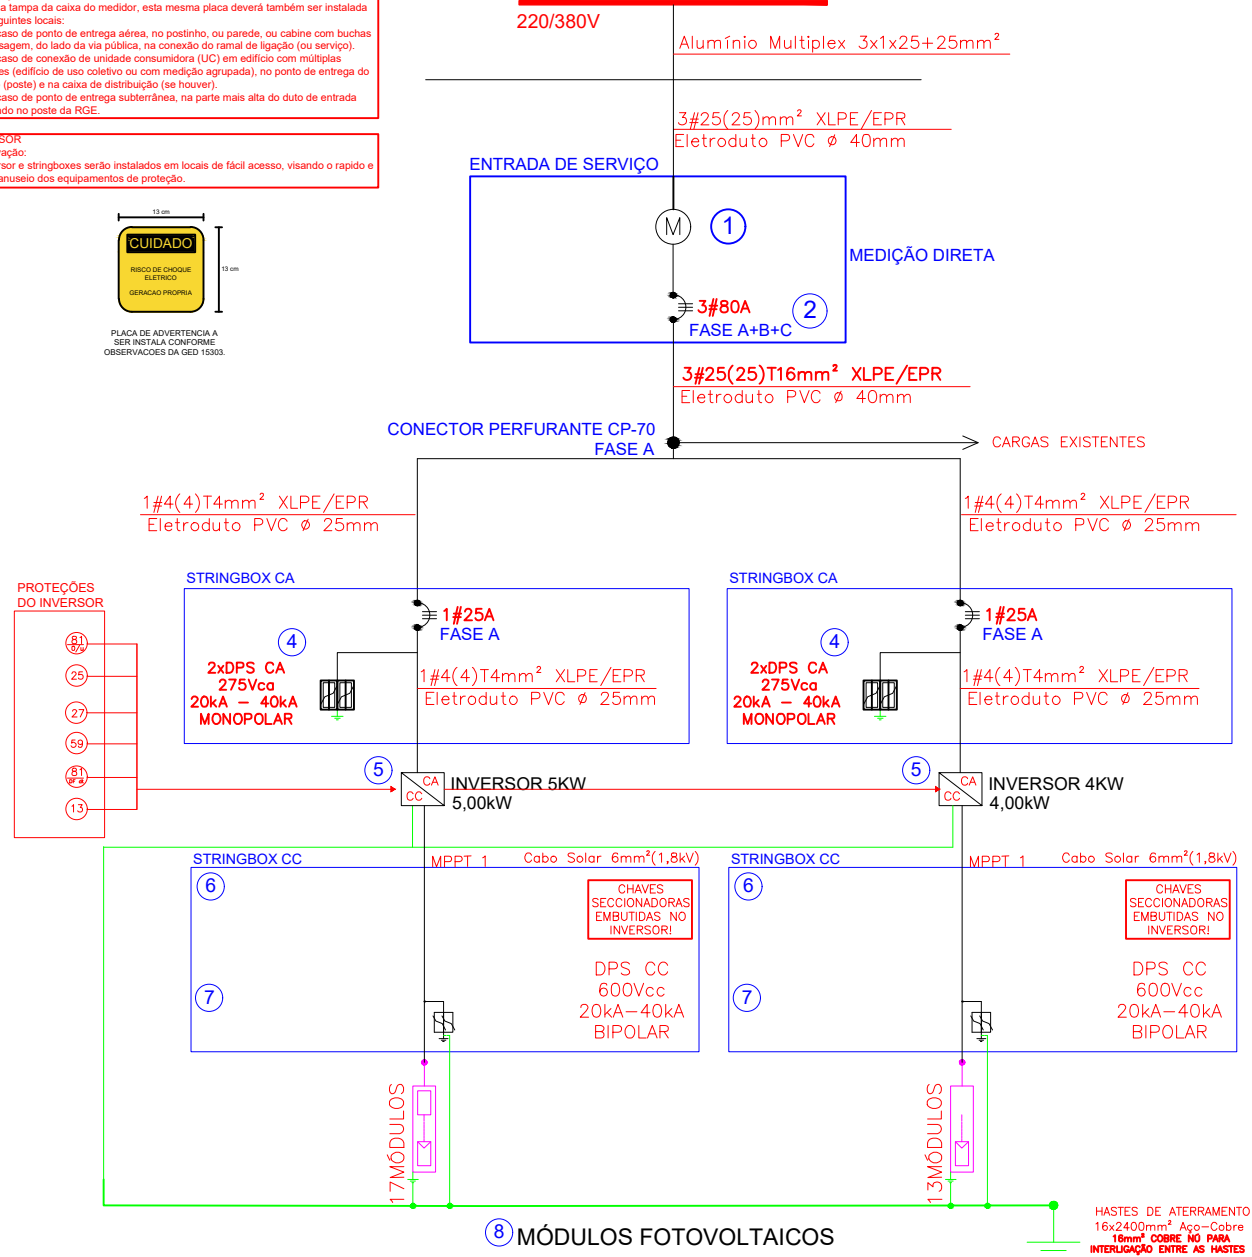 a tampa da caixa do medidor, esta mesma placa deverá também ser instalada
guintes locais:
caso de ponto de entrega aérea, no postinho, ou parede, ou cabine com buchas
sagem, do lado da via pública, na conexão do ramal de ligação (ou serviço).
caso de conexão de unidade consumidora (UC) em edifício com múltiplas
es (edifício de uso coletivo ou com medição agrupada), no ponto de entrega do
(poste) e na caixa de distribuição (se houver).
caso de ponto de entrega subterrânea, na parte mais alta do duto de entrada
do no poste da RGE.
SOR
vação:
rsor e stringboxes serão instalados em locais de fácil acesso, visando o rapido e
anuseio dos equipamentos de proteção.
13 cm
CUIDADO
RISCO DE CHOQUE
ELETRICO
GERACAO PROPRIA
13 cm
PLACA DE ADVERTENCIA A
SER INSTALA CONFORME
OBSERVACOES DA GED 15303.
220/380V
Alumínio Multiplex 3x1x25+25mm²
3#25(25)mm² XLPE/EPR
Eletroduto PVC ø 40mm
ENTRADA DE SERVIÇO
M
1
MEDIÇÃO DIRETA
3#80A
2
FASE A+B+C
3#25(25)T16mm² XLPE/EPR
Eletroduto PVC ø 40mm
CONECTOR PERFURANTE CP-70
FASE A
CARGAS EXISTENTES
1#4(4)T4mm² XLPE/EPR
Eletroduto PVC ø 25mm
1#4(4)T4mm² XLPE/EPR
Eletroduto PVC ø 25mm
PROTEÇÕES
DO INVERSOR
81
O/U
25
27
59
81
13
STRINGBOX CA
1#25A
FASE A
4
2xDPS CA
275Vca
20kA - 40kA
MONOPOLAR
1#4(4)T4mm² XLPE/EPR
Eletroduto PVC ø 25mm
STRINGBOX CA
1#25A
FASE A
4
2xDPS CA
275Vca
20kA - 40kA
MONOPOLAR
1#4(4)T4mm² XLPE/EPR
Eletroduto PVC ø 25mm
5
CA
CC
INVERSOR 5KW
5,00kW
5
CA
CC
INVERSOR 4KW
4,00kW
STRINGBOX CC
MPPT 1
Cabo Solar 6mm²(1,8kV)
6
CHAVES
SECCIONADORAS
EMBUTIDAS NO
INVERSOR!
7
DPS CC
600Vcc
20kA-40kA
BIPOLAR
STRINGBOX CC
MPPT 1
Cabo Solar 6mm²(1,8kV)
6
CHAVES
SECCIONADORAS
EMBUTIDAS NO
INVERSOR!
7
DPS CC
600Vcc
20kA-40kA
BIPOLAR
17MÓDULOS
13MÓDULOS
8 MÓDULOS FOTOVOLTAICOS
HASTES DE ATERRAMENTO
16x2400mm² Aço-Cobre
16mm² COBRE NÚ PARA
INTERLIGAÇÃO ENTRE AS HASTES